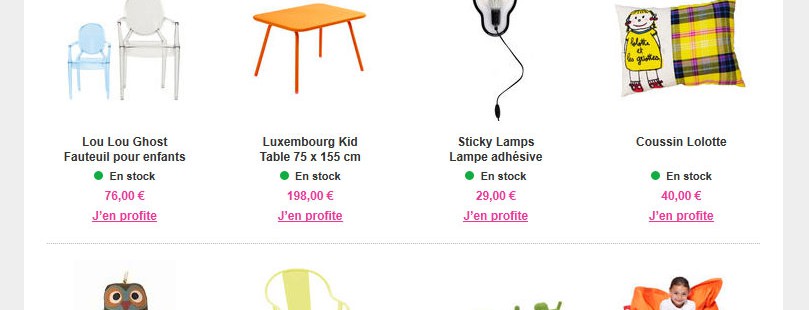 lolotte
et
les griottes
Lou Lou Ghost
Fauteuil pour enfants
En stock
76,00 €
J'en profite
Luxembourg Kid
Table 75 x 155 cm
En stock
198,00 €
J'en profite
Sticky Lamps
Lampe adhésive
En stock
29,00 €
J'en profite
Coussin Lolotte
En stock
40,00 €
J'en profite